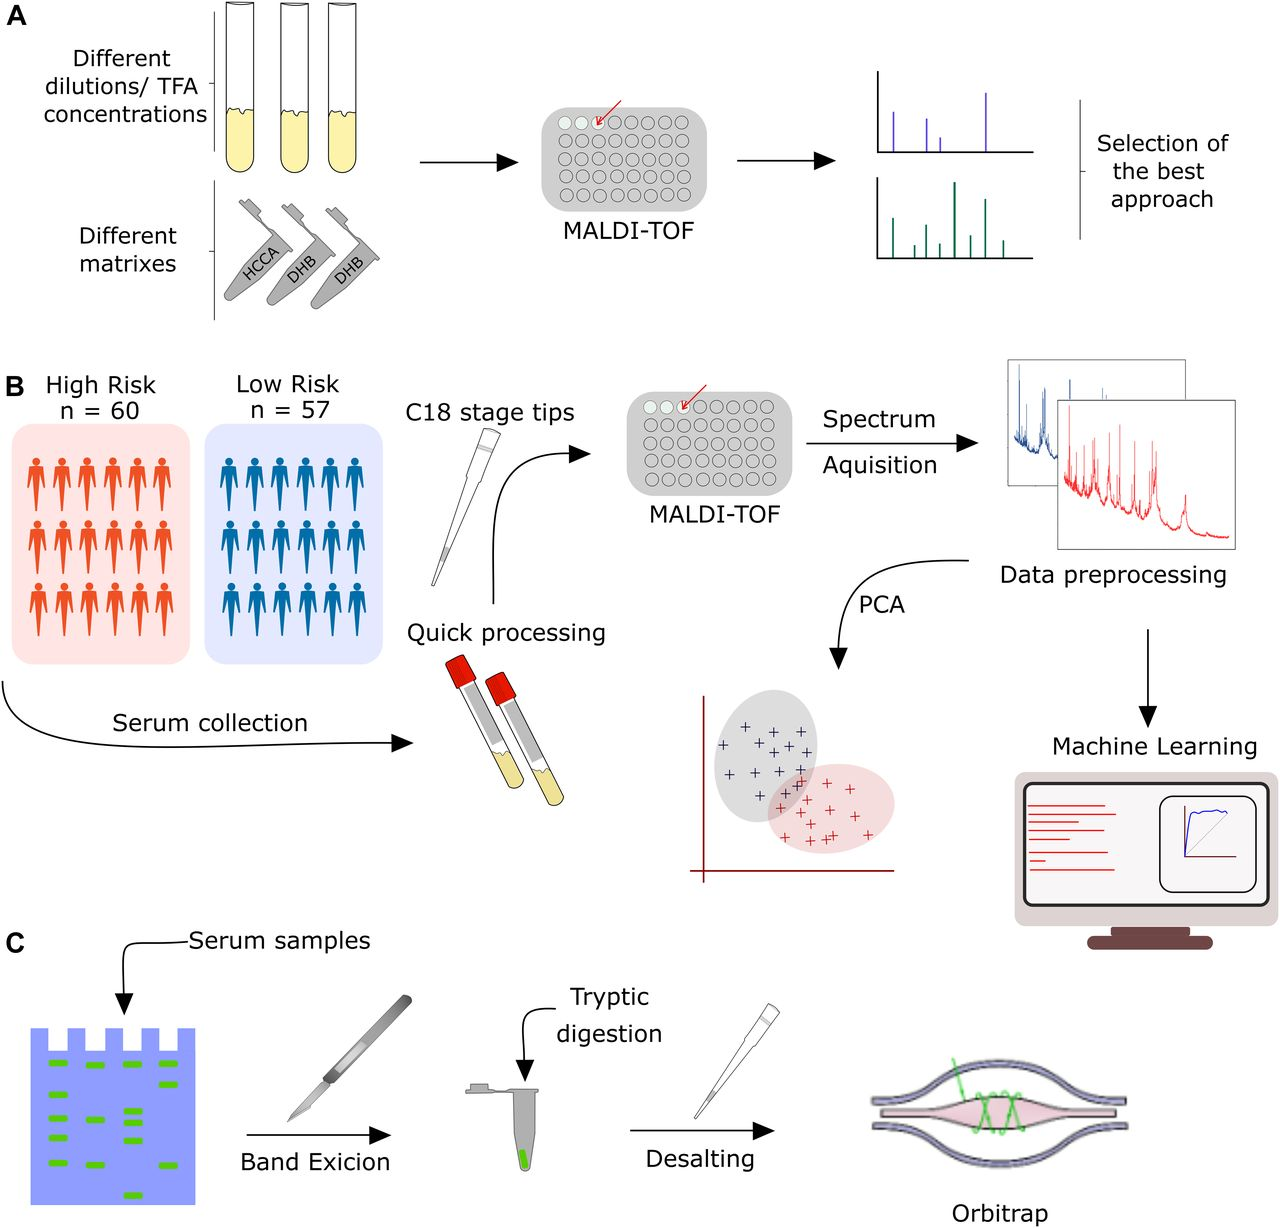 A
Different
dilutions/ TFA
concentrations
Different
matrixes
HCCA
DHB
DHB
MALDI-TOF
Selection of
the best
approach
B
High Risk
n = 60
Low Risk
n = 57
C18 stage tips
Quick processing
Serum collection
MALDI-TOF
Spectrum
Aquisition
Data preprocessing
PCA
Machine Learning
C
Serum samples
Band Exicion
Tryptic
digestion
Desalting
Orbitrap